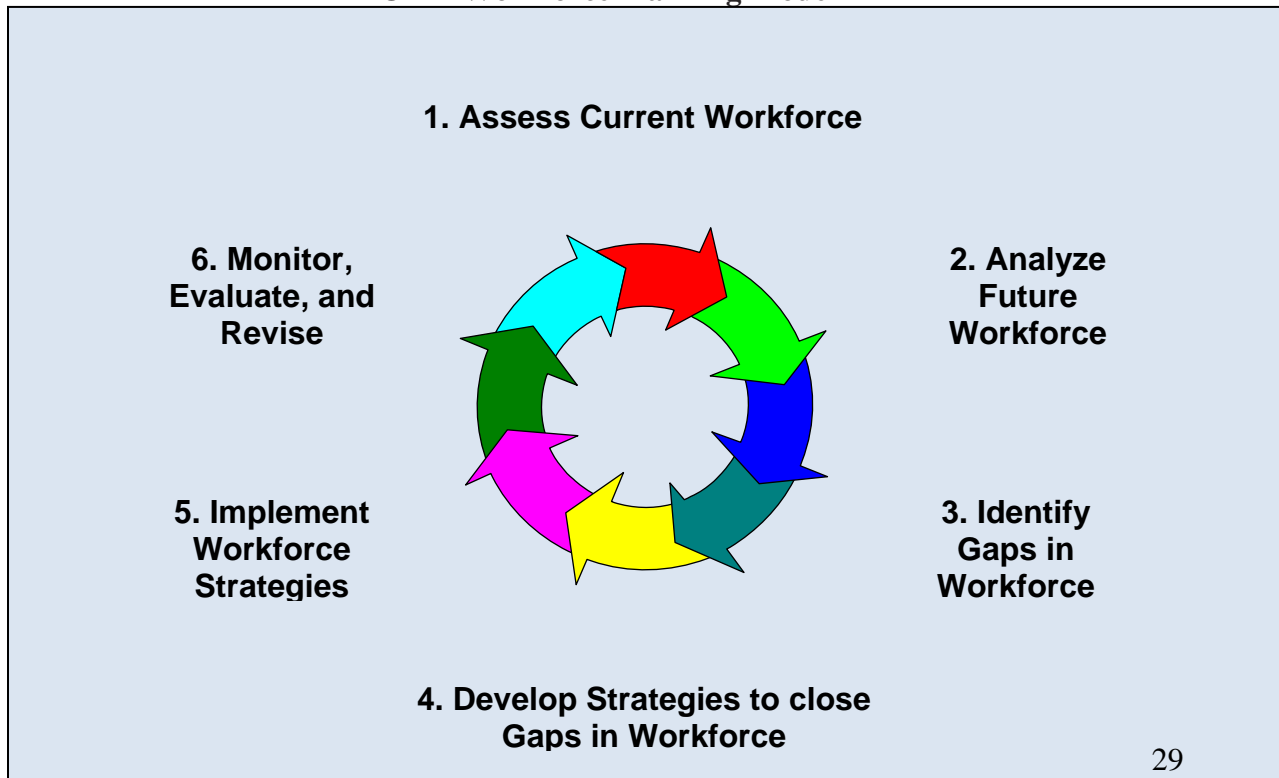 1. Assess Current Workforce
6. Monitor,
Evaluate, and
Revise
2. Analyze
Future
Workforce
5. Implement
Workforce
Strategies
3. Identify
Gaps in
Workforce
4. Develop Strategies to close
Gaps in Workforce
29